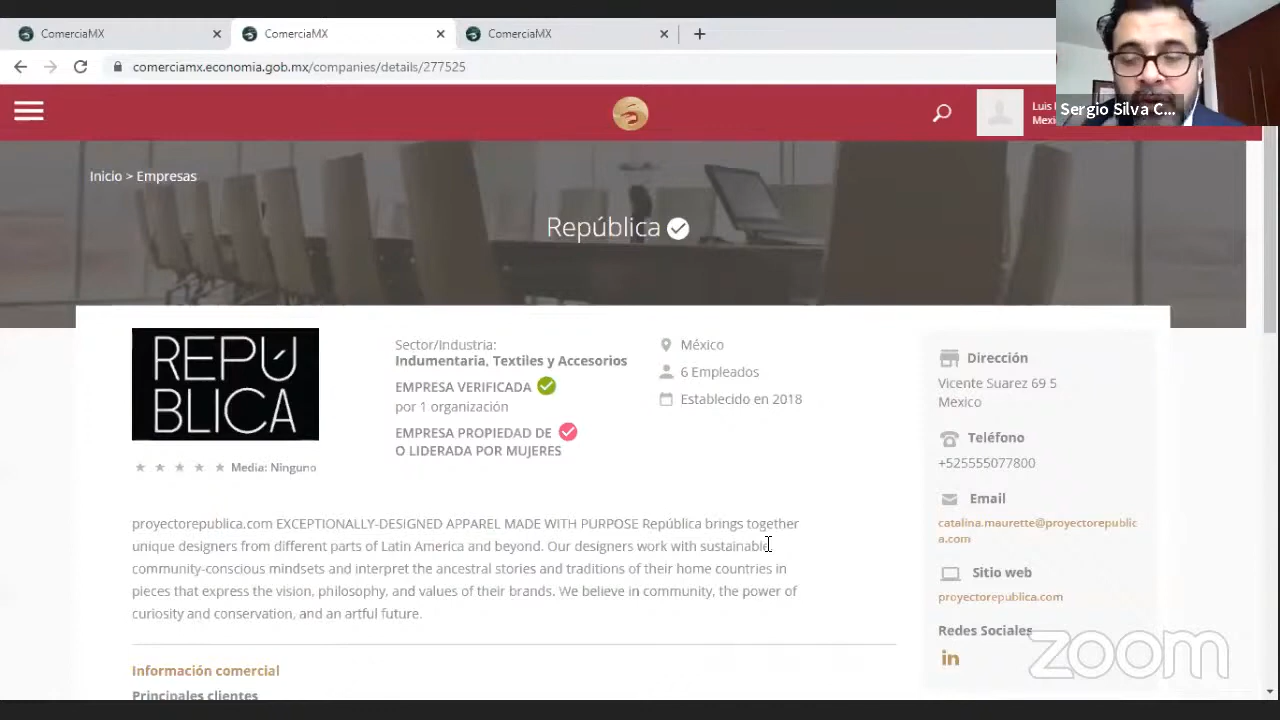 ComerciaMX
ComerciaMX
ComerciaMX
comerciamx.economia.gob.mx/companies/details/277525
Luis
Mexi
Sergio Silva C...
Inicio > Empresas
República
REPÚ
BLICA
Media: Ninguno
Sector/Industria:
Indumentaria, Textiles y Accesorios
EMPRESA VERIFICADA
por 1 organización
EMPRESA PROPIEDAD DE
O LIDERADA POR MUJERES
México
6 Empleados
Establecido en 2018
proyectorepublica.com EXCEPTIONALLY-DESIGNED APPAREL MADE WITH PURPOSE República brings together
unique designers from different parts of Latin America and beyond. Our designers work with sustainable,
community-conscious mindsets and interpret the ancestral stories and traditions of their home countries in
pieces that express the vision, philosophy, and values of their brands. We believe in community, the power of
curiosity and conservation, and an artful future.
Información comercial
Principales clientes
Dirección
Vicente Suarez 69 5
Mexico
Teléfono
+525555077800
Email
catalina.maurette@proyectorepublic
a.com
Sitio web
proyectorepublica.com
Redes Sociales
in
zoom